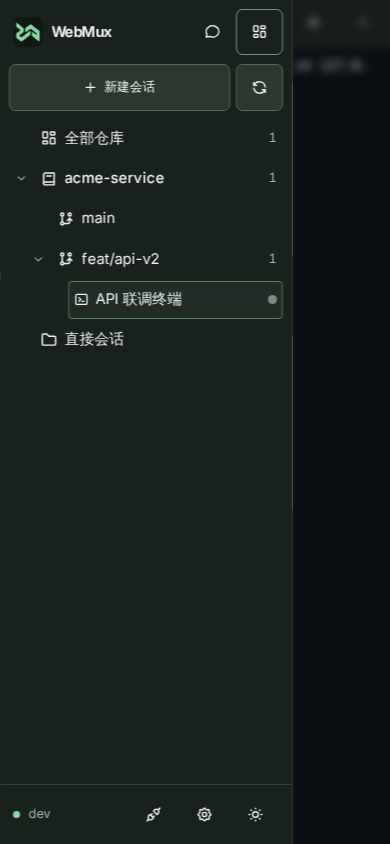 WebMux
新建会话
全部仓库 1
acme-service 1
main
feat/api-v2 1
API 联调终端
直接会话
dev